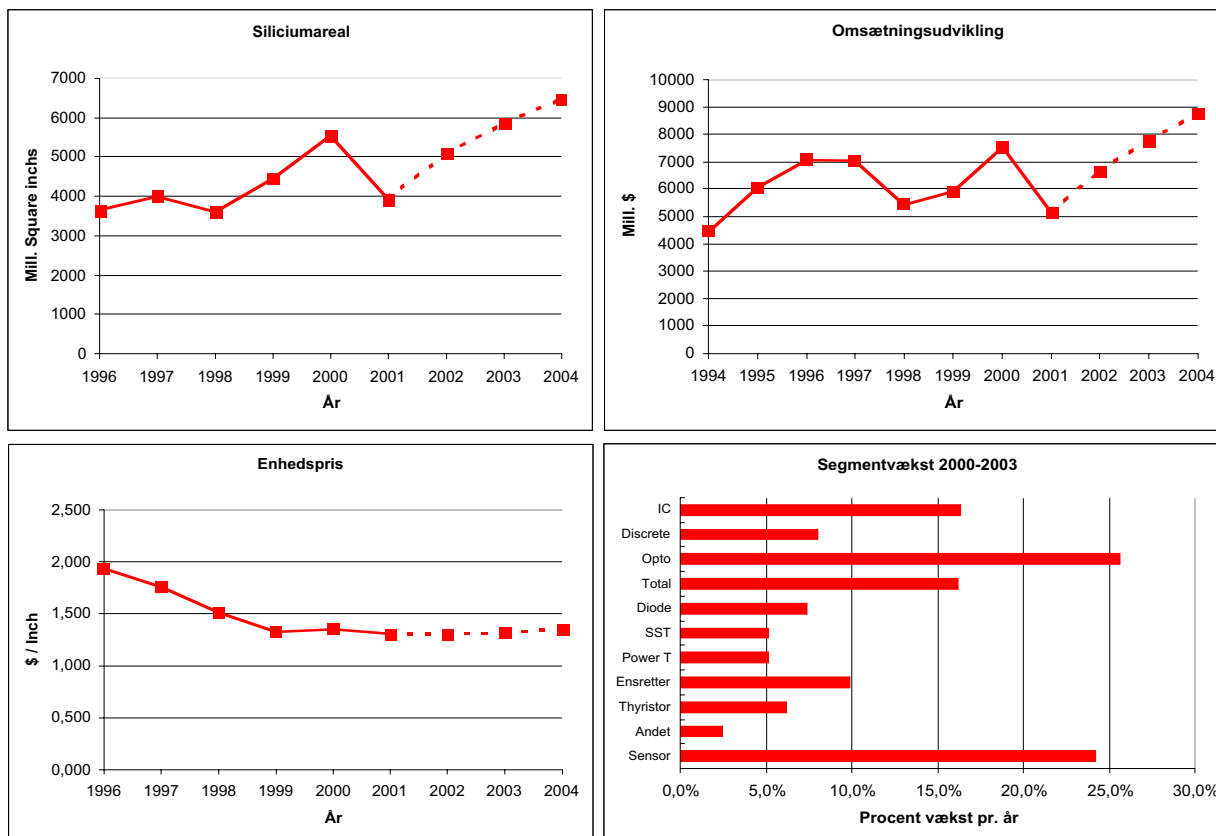 Siliciumareal
Mill. Square inchs
7000
6000
5000
4000
3000
2000
1000
0
1996 1997 1998 1999 2000 2001 2002 2003 2004
År
Omsætningsudvikling
Mill. $
10000
9000
8000
7000
6000
5000
4000
3000
2000
1000
0
1994 1995 1996 1997 1998 1999 2000 2001 2002 2003 2004
År
Enhedspris
$ / Inch
2,500
2,000
1,500
1,000
0,500
0,000
1996 1997 1998 1999 2000 2001 2002 2003 2004
År
Segmentvækst 2000-2003
IC
Discrete
Opto
Total
Diode
SST
Power T
Ensretter
Thyristor
Andet
Sensor
0,0% 5,0% 10,0% 15,0% 20,0% 25,0% 30,0%
Procent vækst pr. år